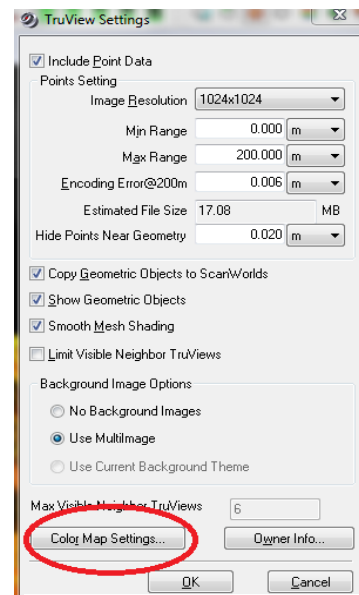 TruView Settings
Include Point Data
Points Setting
Image Resolution 1024x1024
Min Range 0.000 m
Max Range 200.000 m
Encoding Error@200m 0.006 m
Estimated File Size 17.08 MB
Hide Points Near Geometry 0.020 m
Copy Geometric Objects to ScanWorlds
Show Geometric Objects
Smooth Mesh Shading
Limit Visible Neighbor TruViews
Background Image Options
No Background Images
Use MultiImage
Use Current Background Theme
Max Visible Neighbor TruViews 6
Color Map Settings... Owner Info...
OK Cancel